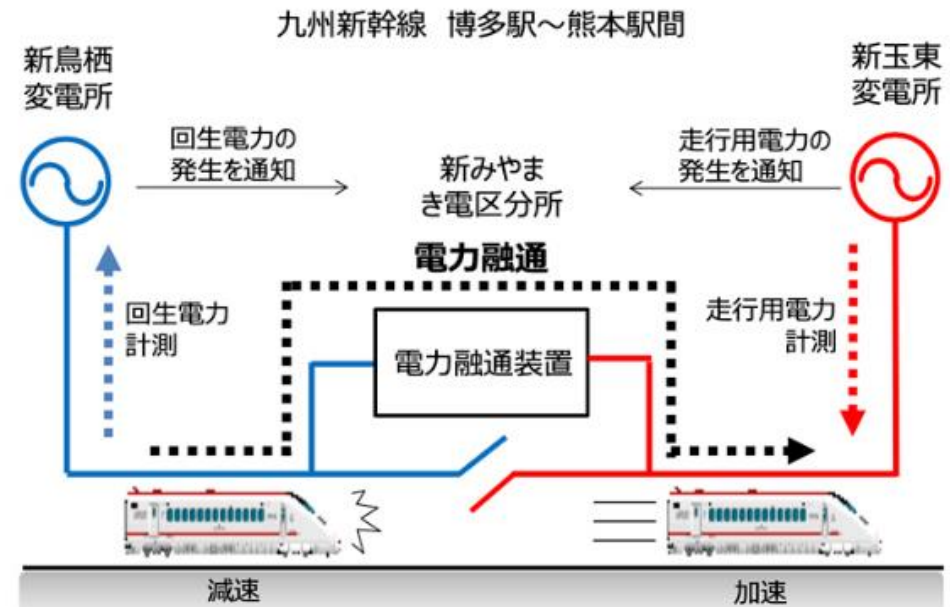 九州新幹線 博多駅～熊本駅間
新鳥栖
変電所
新玉東
変電所
回生電力の
発生を通知
走行用電力の
発生を通知
新みやま
き電区分所
電力融通
回生電力
計測
走行用電力
計測
電力融通装置
減速
加速